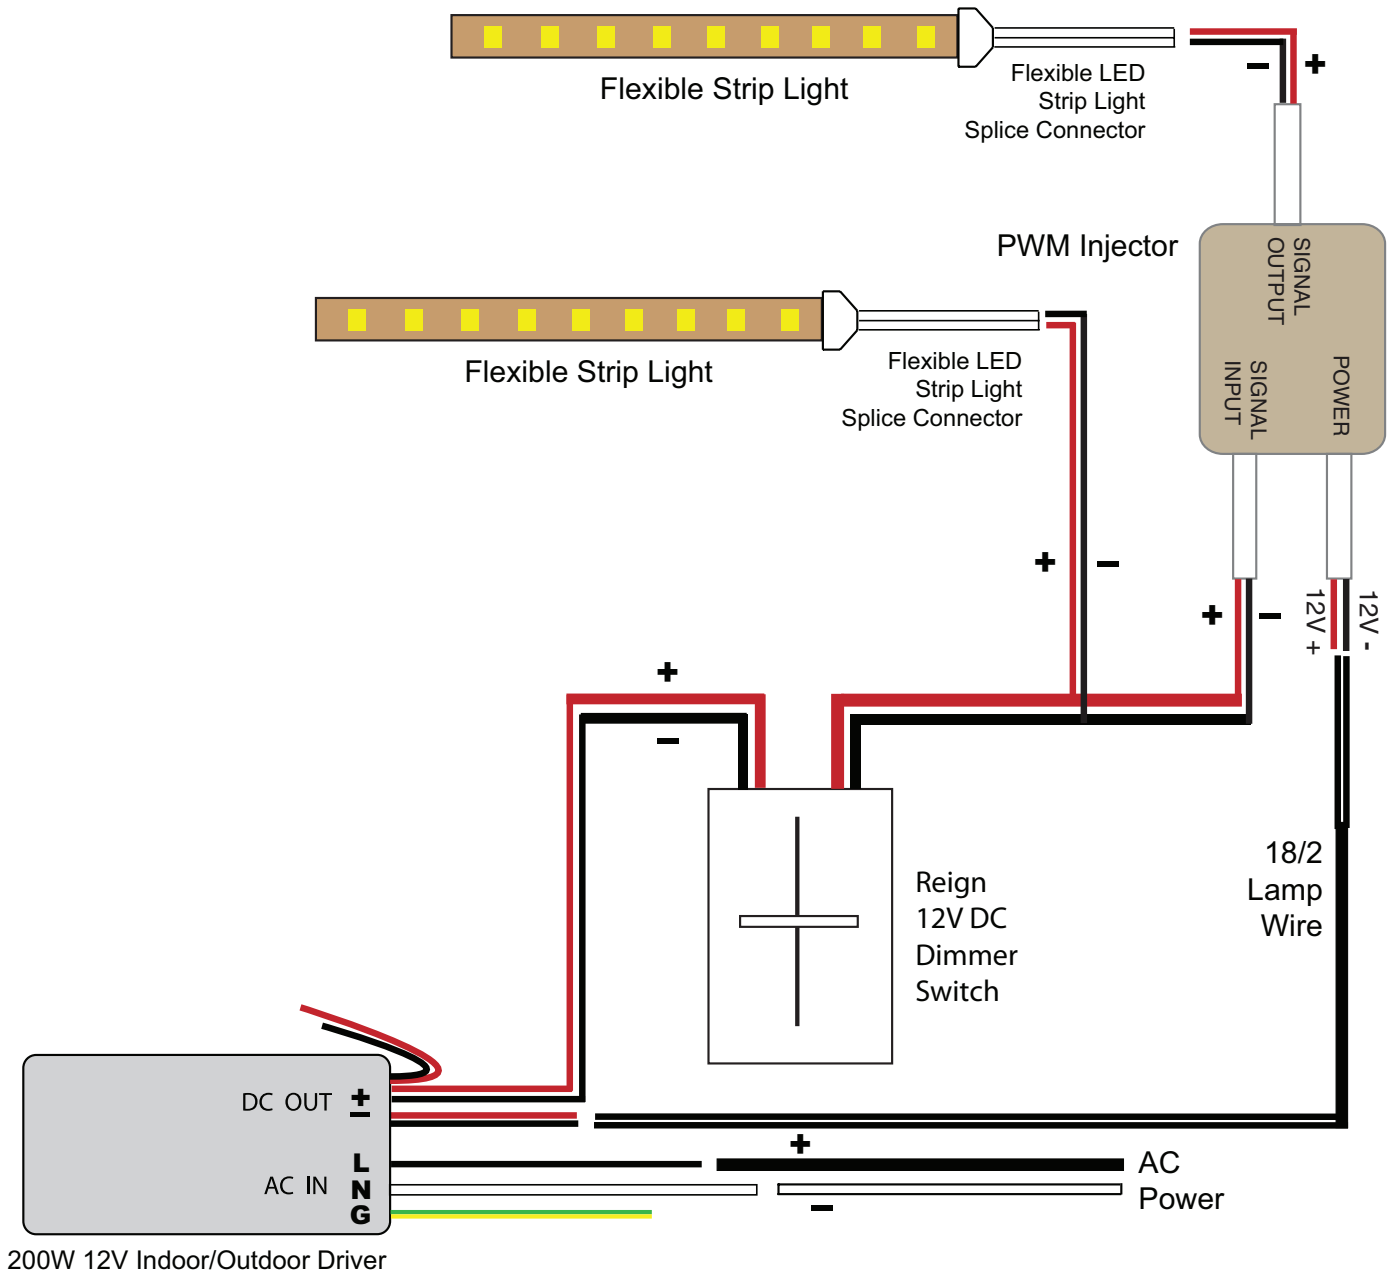 Flexible Strip Light
Flexible LED
Strip Light
Splice Connector
− +
PWM Injector
SIGNAL
OUTPUT
SIGNAL
INPUT
POWER
Flexible Strip Light
Flexible LED
Strip Light
Splice Connector
+ −
+ −
12V +
12V -
+
−
18/2
Lamp
Wire
Reign
12V DC
Dimmer
Switch
DC OUT +
−
AC IN
L
N
G
+
−
AC
Power
200W 12V Indoor/Outdoor Driver